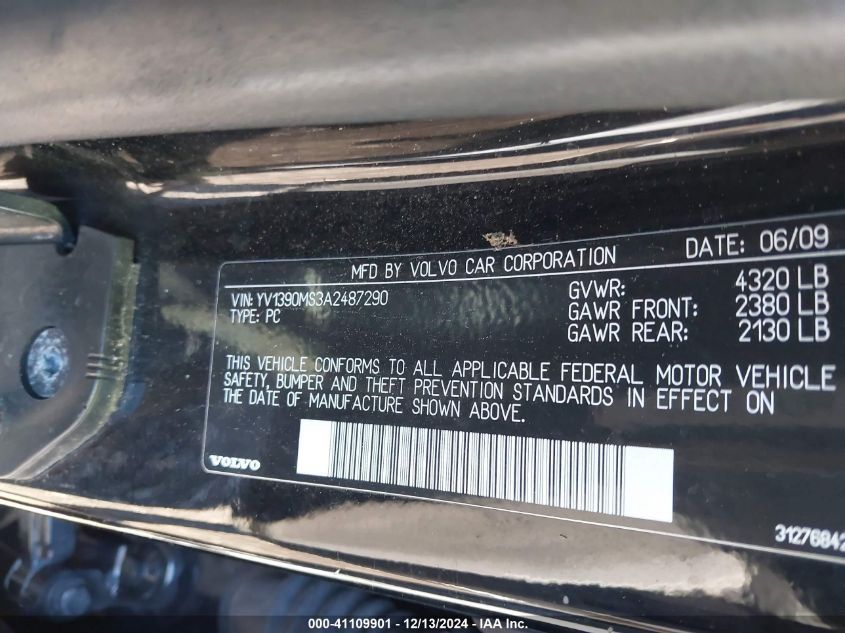 MFD BY VOLVO CAR CORPORATION DATE: 06/09
VIN: YV1390MS3A2487290 GVWR: 4320 LB
TYPE: PC GAWR FRONT: 2380 LB
GAWR REAR: 2130 LB
THIS VEHICLE CONFORMS TO ALL APPLICABLE FEDERAL MOTOR VEHICLE
SAFETY, BUMPER AND THEFT PREVENTION STANDARDS IN EFFECT ON
THE DATE OF MANUFACTURE SHOWN ABOVE.
VOLVO
31276842
000-41109901 - 12/13/2024 - IAA Inc.